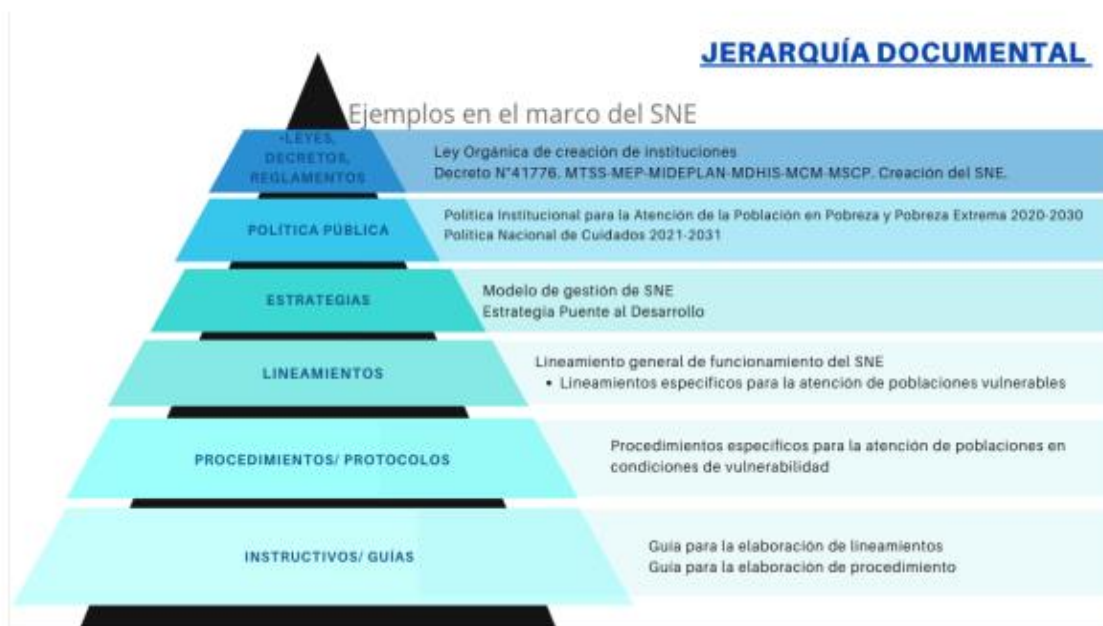 JERARQUÍA DOCUMENTAL
Ejemplos en el marco del SNE
-LEYES,
DECRETOS,
REGLAMENTOS
Ley Orgánica de creación de instituciones
Decreto N°41776. MTSS-MEP-MIDEPLAN-MDHIS-MCM-MSCP. Creación del SNE.
POLÍTICA PÚBLICA
Política Institucional para la Atención de la Población en Pobreza y Pobreza Extrema 2020-2030
Política Nacional de Cuidados 2021-2031
ESTRATEGIAS
Modelo de gestión de SNE
Estrategia Puente al Desarrollo
LINEAMIENTOS
Lineamiento general de funcionamiento del SNE
• Lineamientos específicos para la atención de poblaciones vulnerables
PROCEDIMIENTOS/ PROTOCOLOS
Procedimientos específicos para la atención de poblaciones en
condiciones de vulnerabilidad
INSTRUCTIVOS/ GUÍAS
Guía para la elaboración de lineamientos
Guía para la elaboración de procedimiento